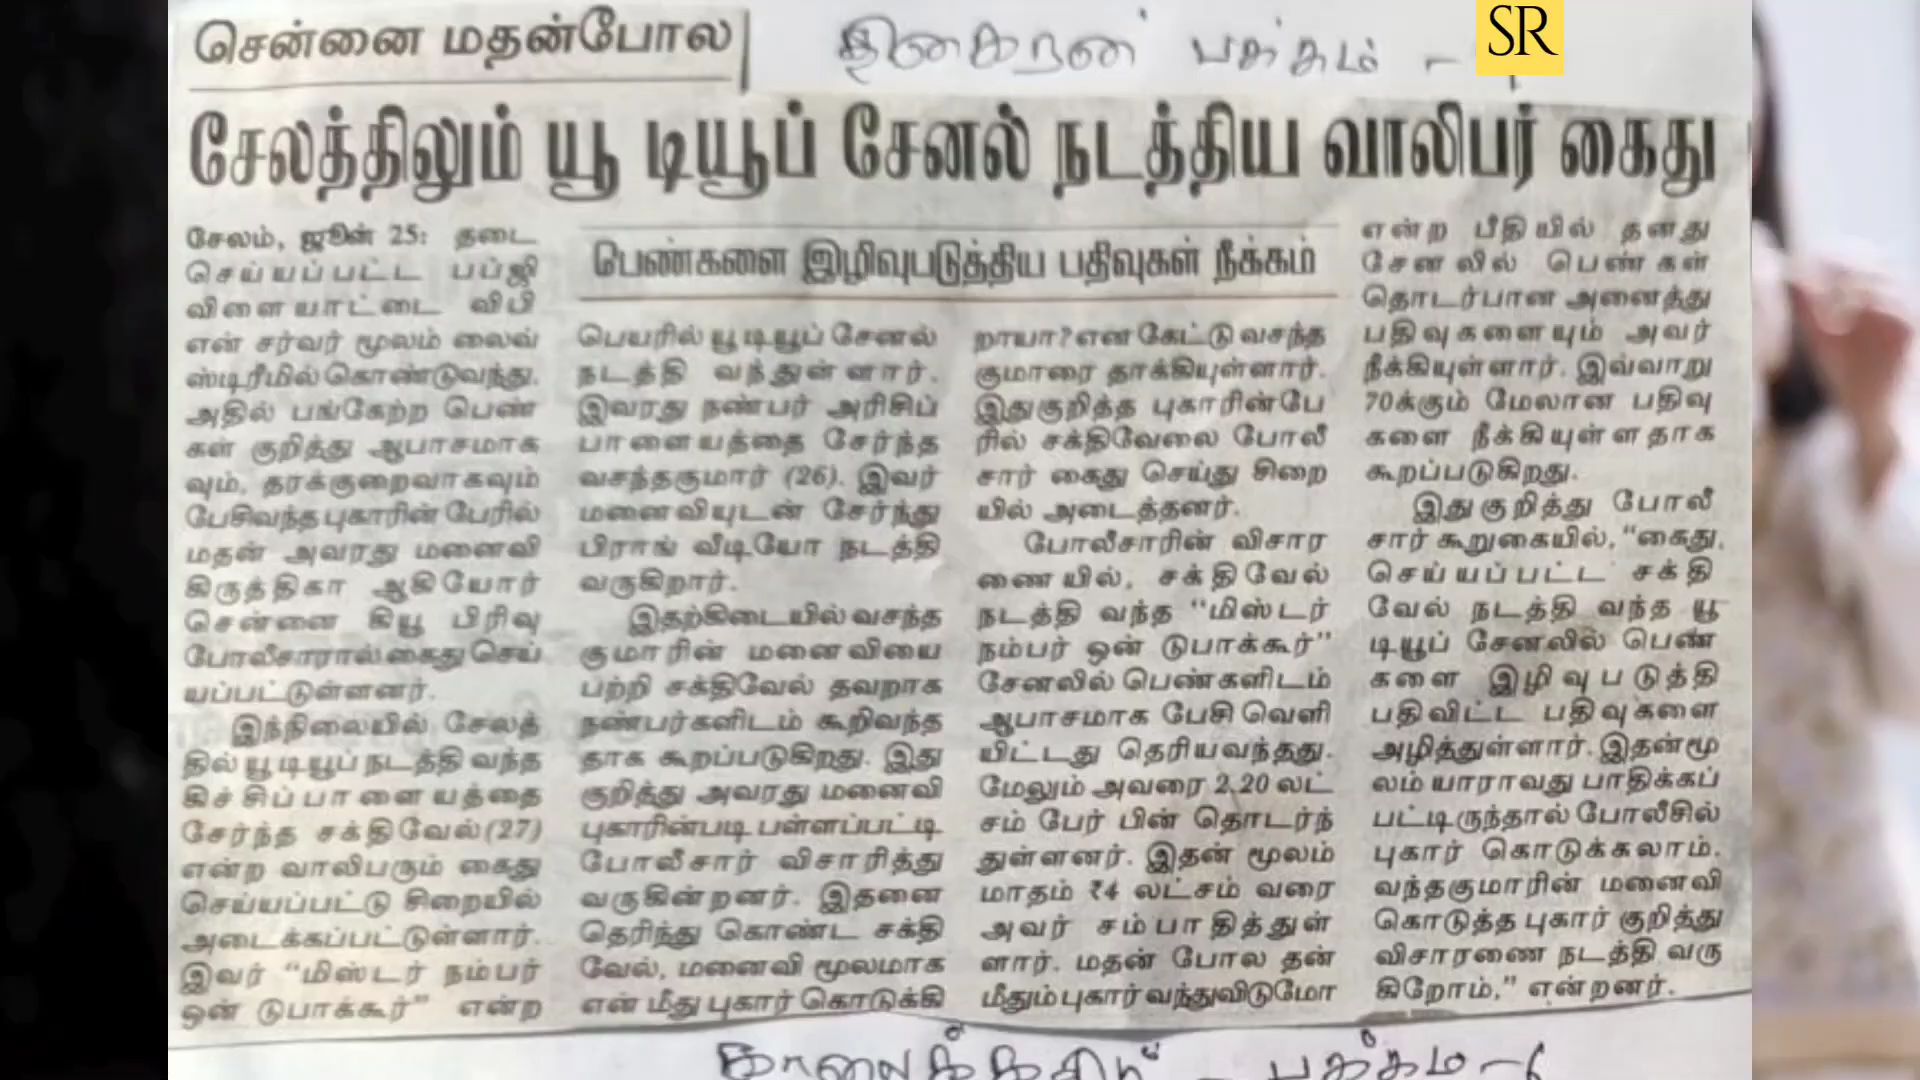 சென்னை மதன்போல
தினகரன் பக்கம் -
SR
சேலத்திலும் யூ டியூப் சேனல் நடத்திய வாலிபர் கைது
பெண்களை இழிவுபடுத்திய பதிவுகள் நீக்கம்
சேலம், ஜூன் 25: தடை
செய்யப்பட்ட பப்ஜி
விளையாட்டை விபி
என் சர்வர் மூலம் லைவ்
ஸ்டிரீமில் கொண்டுவந்து,
அதில் பங்கேற்ற பெண்
கள் குறித்து ஆபாசமாக
வும், தரக்குறைவாகவும்
பேசிவந்த புகாரின் பேரில்
மதன் அவரது மனைவி
கிருத்திகா ஆகியோர்
சென்னை கியூ பிரிவு
போலீசாரால் கைது செய்
யப்பட்டுள்ளனர்.
இந்நிலையில் சேலத்
தில் யூ டியூப் நடத்தி வந்த
கிச்சிப்பாளையத்தை
சேர்ந்த சக்திவேல் (27)
என்ற வாலிபரும் கைது
செய்யப்பட்டு சிறையில்
அடைக்கப்பட்டுள்ளார்.
இவர் “மிஸ்டர் நம்பர்
ஒன் டுபாக்கூர்” என்ற
பெயரில் யூ டியூப் சேனல்
நடத்தி வந்துள்ளார்.
இவரது நண்பர் அரிசிப்
பாளையத்தை சேர்ந்த
வசந்தகுமார் (26). இவர்
மனைவியுடன் சேர்ந்து
பிராங் வீடியோ நடத்தி
வருகிறார்.
இதற்கிடையில் வசந்த
குமாரின் மனைவியை
பற்றி சக்திவேல் தவறாக
நண்பர்களிடம் கூறிவந்த
தாக கூறப்படுகிறது. இது
குறித்து அவரது மனைவி
புகாரின்படி பள்ளப்பட்டி
போலீசார் விசாரித்து
வருகின்றனர். இதனை
தெரிந்து கொண்ட சக்தி
வேல், மனைவி மூலமாக
என் மீது புகார் கொடுக்கி
றாயா? என கேட்டு வசந்த
குமாரை தாக்கியுள்ளார்.
இதுகுறித்த புகாரின்பே
ரில் சக்திவேலை போலீ
சார் கைது செய்து சிறை
யில் அடைத்தனர்.
போலீசாரின் விசார
ணையில், சக்திவேல்
நடத்தி வந்த “மிஸ்டர்
நம்பர் ஒன் டுபாக்கூர்”
சேனலில் பெண்களிடம்
ஆபாசமாக பேசி வெளி
யிட்டது தெரியவந்தது.
மேலும் அவரை 2.20 லட்
சம் பேர் பின் தொடர்ந்
துள்ளனர். இதன் மூலம்
மாதம் ₹4 லட்சம் வரை
அவர் சம்பாதித்துள்
ளார். மதன் போல தன்
மீதும் புகார் வந்துவிடுமோ
என்ற பீதியில் தனது
சேனலில் பெண்கள்
தொடர்பான அனைத்து
பதிவுகளையும் அவர்
நீக்கியுள்ளார். இவ்வாறு
70க்கும் மேலான பதிவு
களை நீக்கியுள்ளதாக
கூறப்படுகிறது.
இதுகுறித்து போலீ
சார் கூறுகையில், “கைது
செய்யப்பட்ட சக்தி
வேல் நடத்தி வந்த யூ
டியூப் சேனலில் பெண்
களை இழிவுபடுத்தி
பதிவிட்ட பதிவுகளை
அழித்துள்ளார். இதன்மூ
லம் யாராவது பாதிக்கப்
பட்டிருந்தால் போலீசில்
புகார் கொடுக்கலாம்.
வந்தகுமாரின் மனைவி
கொடுத்த புகார் குறித்து
விசாரணை நடத்தி வரு
கிறோம்,” என்றனர்.
காலைக்கதிர் - பக்கம் - 6